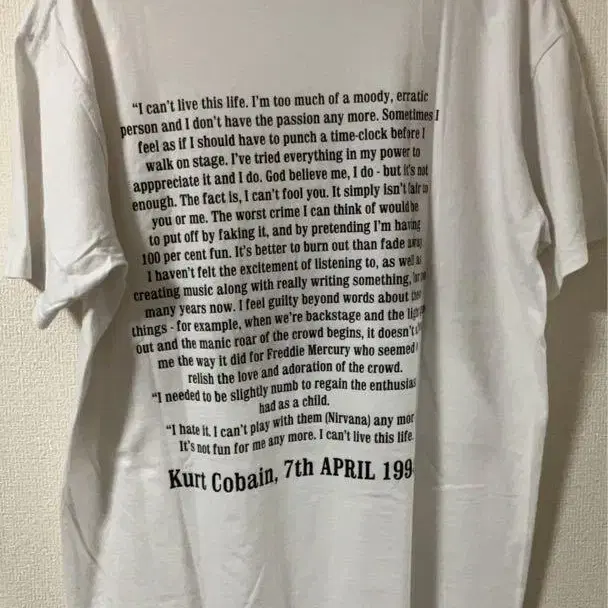 “I can't live this life. I'm too much of a moody, erratic
person and I don't have the passion any more. Sometimes I
feel as if I should have to punch a time-clock before I
walk on stage. I've tried everything in my power to
apppreciate it and I do. God believe me, I do - but it's not
enough. The fact is, I can't fool you. It simply isn't fair to
you or me. The worst crime I can think of would be
to put off by faking it, and by pretending I'm having
100 per cent fun. It's better to burn out than fade away
I haven't felt the excitement of listening to, as well as
creating music along with really writing something,
many years now. I feel guilty beyond words about
things - for example, when we're backstage and the
out and the manic roar of the crowd begins, it doesn't
me the way it did for Freddie Mercury who seemed
relish the love and adoration of the crowd.
“I needed to be slightly numb to regain the
had as a child.
“I hate it. I can't play with them (Nirvana) any
It's not fun for me any more. I can't live this life.
Kurt Cobain, 7th APRIL